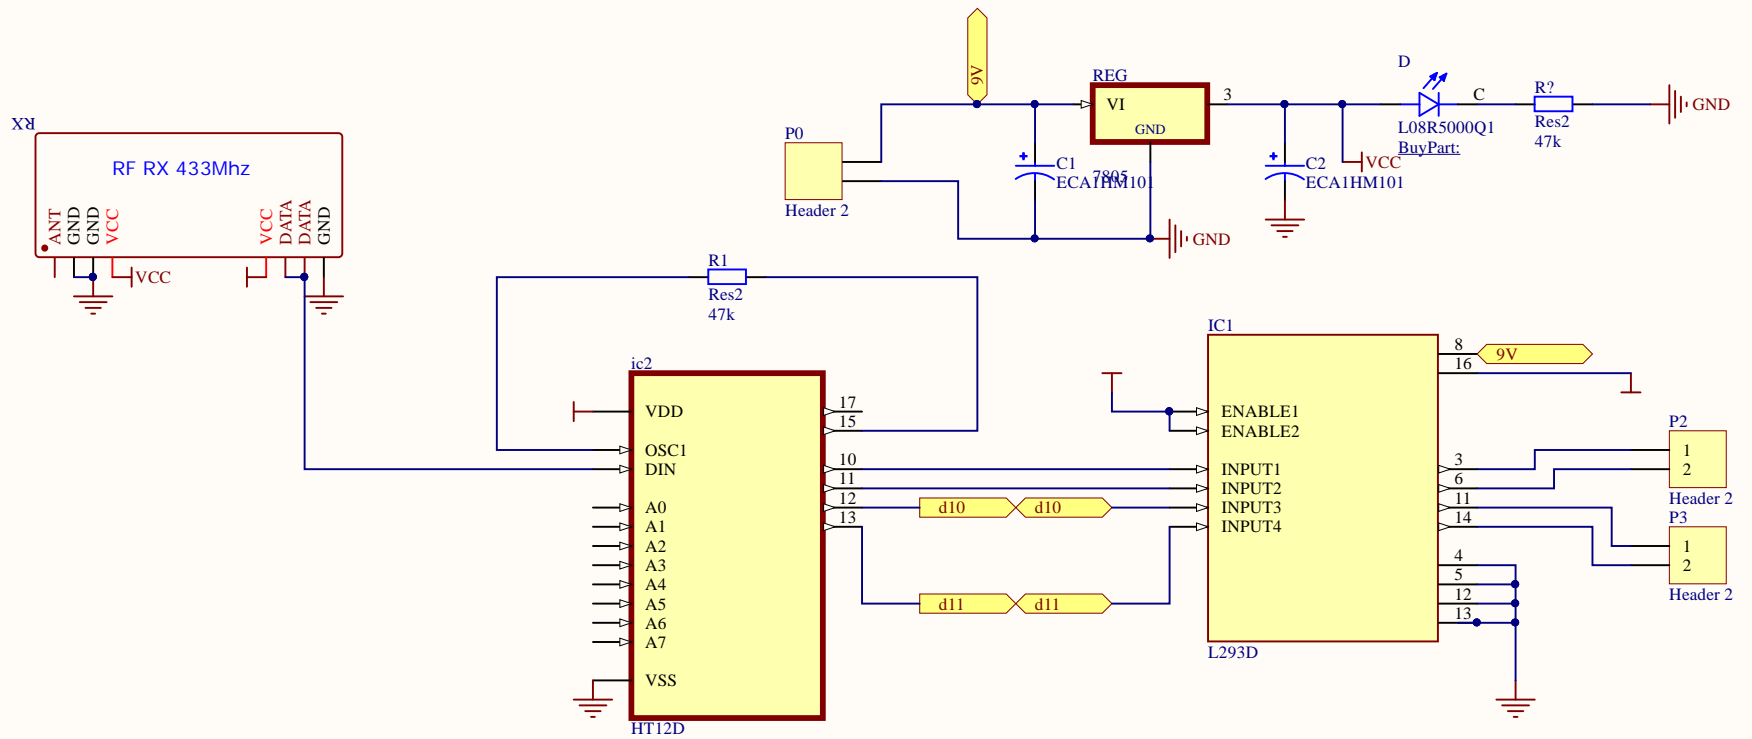 RX
RF RX 433Mhz
ANT
GND
GND
VCC
VCC
DATA
DATA
GND
VCC
9V
P0
Header 2
REG
VI
GND
3
7805
C1
ECA1HM101
GND
C2
ECA1HM101
VCC
D
C
L08R5000Q1
BuyPart:
R?
Res2
47k
GND
R1
Res2
47k
ic2
VDD
OSC1
DIN
A0
A1
A2
A3
A4
A5
A6
A7
VSS
17
15
10
11
12
13
HT12D
d10
d10
d11
d11
IC1
ENABLE1
ENABLE2
INPUT1
INPUT2
INPUT3
INPUT4
8
16
3
6
11
14
4
5
12
13
L293D
9V
P2
1
2
Header 2
P3
1
2
Header 2